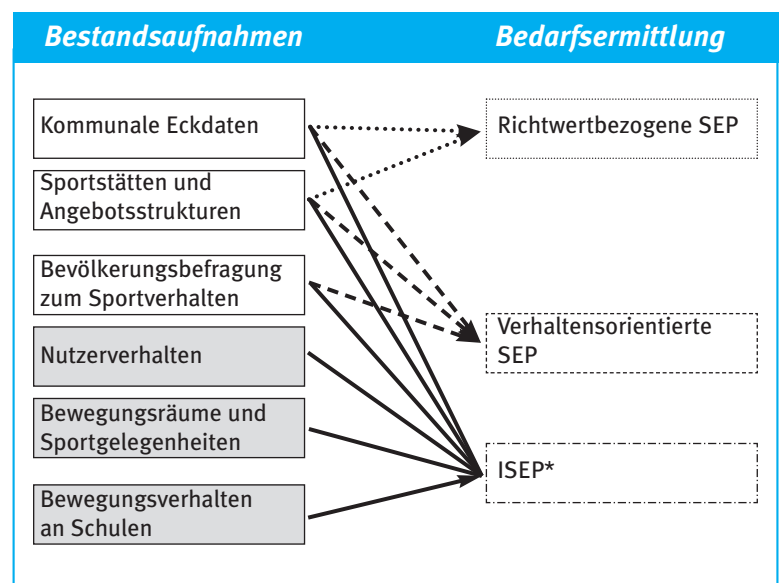 Bestandsaufnahmen
Bedarfsermittlung
Kommunale Eckdaten
Sportstätten und
Angebotsstrukturen
Bevölkerungsbefragung
zum Sportverhalten
Nutzerverhalten
Bewegungsräume und
Sportgelegenheiten
Bewegungsverhalten
an Schulen
Richtwertbezogene SEP
Verhaltensorientierte
SEP
ISEP*